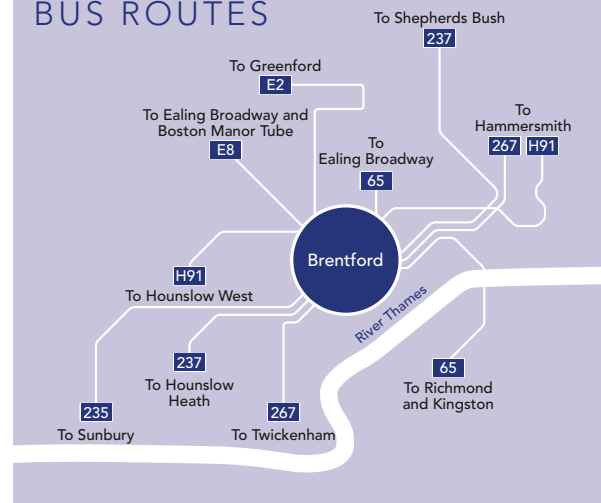 BUS ROUTES
To Shepherds Bush
237
To Greenford
E2
To Ealing Broadway and
Boston Manor Tube
E8
To
Ealing Broadway
65
To
Hammersmith
267 H91
Brentford
H91
To Hounslow West
River Thames
237
To Hounslow
Heath
65
To Richmond
and Kingston
235
To Sunbury
267
To Twickenham